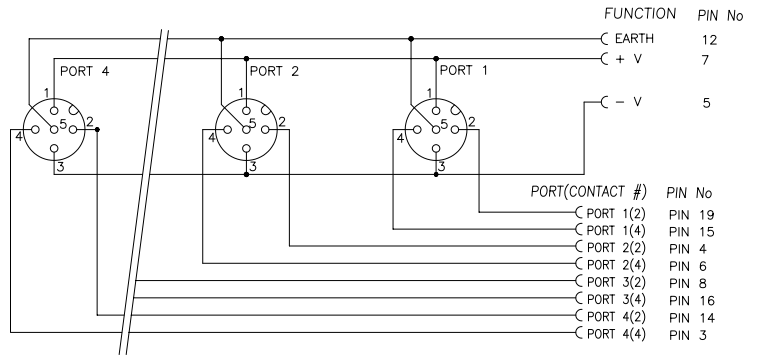 FUNCTION PIN No
EARTH 12
+ V 7
- V 5
PORT 4
PORT 2
PORT 1
1 2 3 4 5
1 2 3 4 5
1 2 3 4 5
PORT(CONTACT #) PIN No
PORT 1(2) PIN 19
PORT 1(4) PIN 15
PORT 2(2) PIN 4
PORT 2(4) PIN 6
PORT 3(2) PIN 8
PORT 3(4) PIN 16
PORT 4(2) PIN 14
PORT 4(4) PIN 3